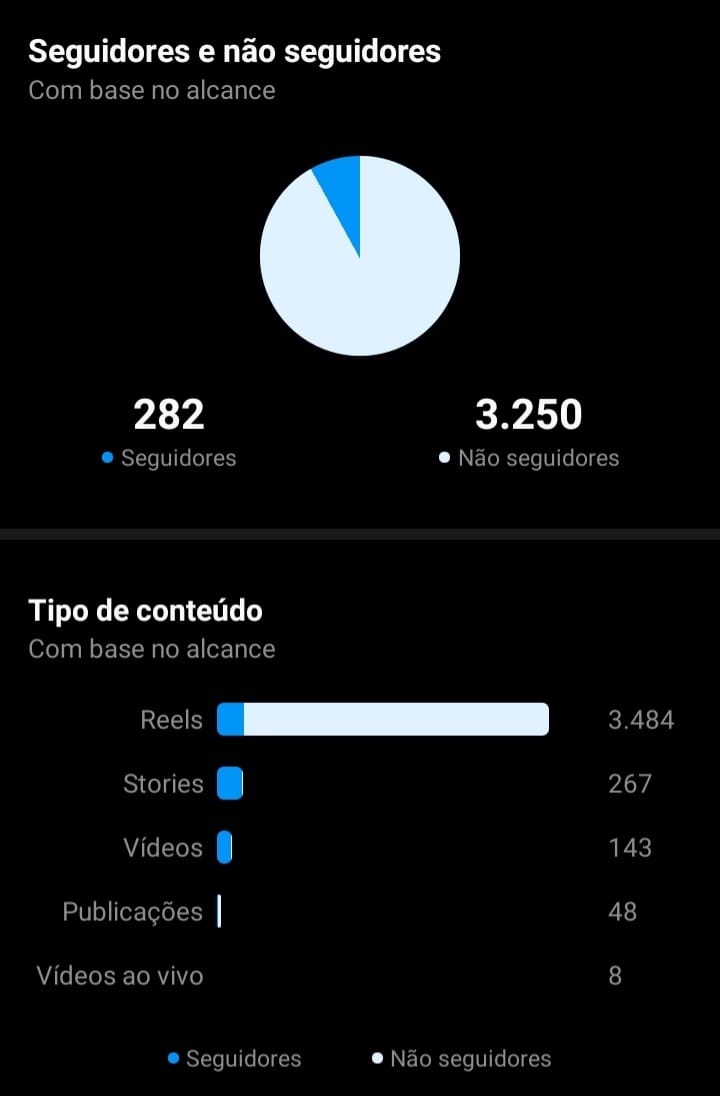 Seguidores e não seguidores
Com base no alcance
282
3.250
Seguidores
Não seguidores
Tipo de conteúdo
Com base no alcance
Reels 3.484
Stories 267
Vídeos 143
Publicações 48
Vídeos ao vivo 8
Seguidores Não seguidores